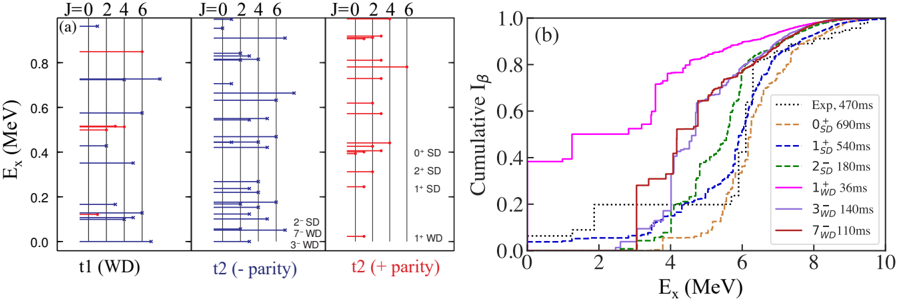 J=0 2 4 6
J=0 2 4 6
J=0 2 4 6
(a)
E_x (MeV)
0.8
0.6
0.4
0.2
0.0
0⁺ SD
2⁺ SD
1⁺ SD
1⁺ WD
2⁻ SD
7⁻ WD
3⁻ WD
t1 (WD)
t2 (- parity)
t2 (+ parity)
(b)
Cumulative I_β
1.0
0.8
0.6
0.4
0.2
0.0
Exp, 470ms
0⁺_SD 690ms
1⁺_SD 540ms
2⁻_SD 180ms
1⁺_WD 36ms
3⁻_WD 140ms
7⁻_WD 110ms
0 2 4 6 8 10
E_x (MeV)